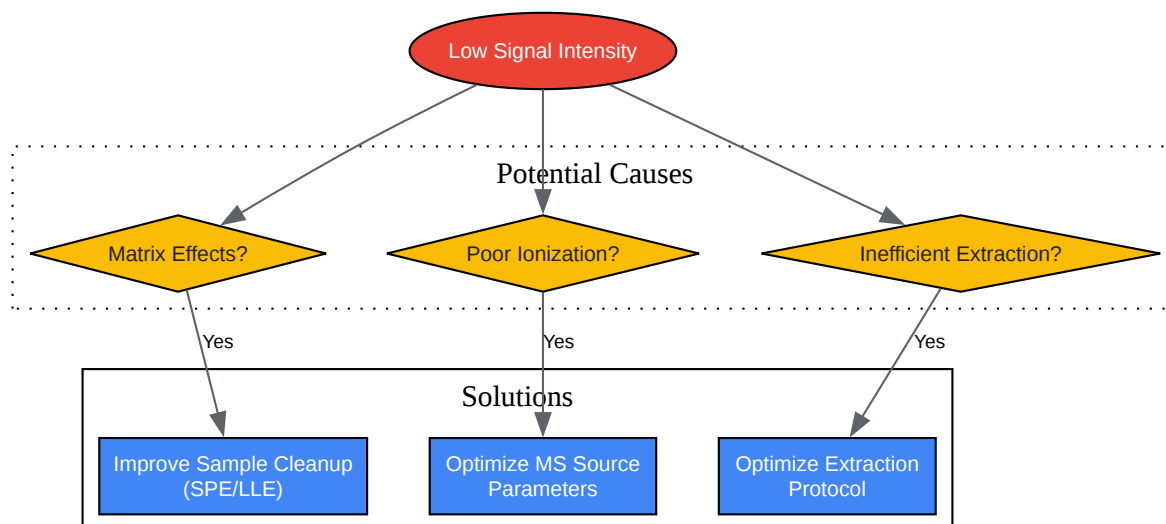 Low Signal Intensity
Potential Causes
Matrix Effects?
Poor Ionization?
Inefficient Extraction?
Yes
Yes
Yes
Solutions
Improve Sample Cleanup
(SPE/LLE)
Optimize MS Source
Parameters
Optimize Extraction
Protocol